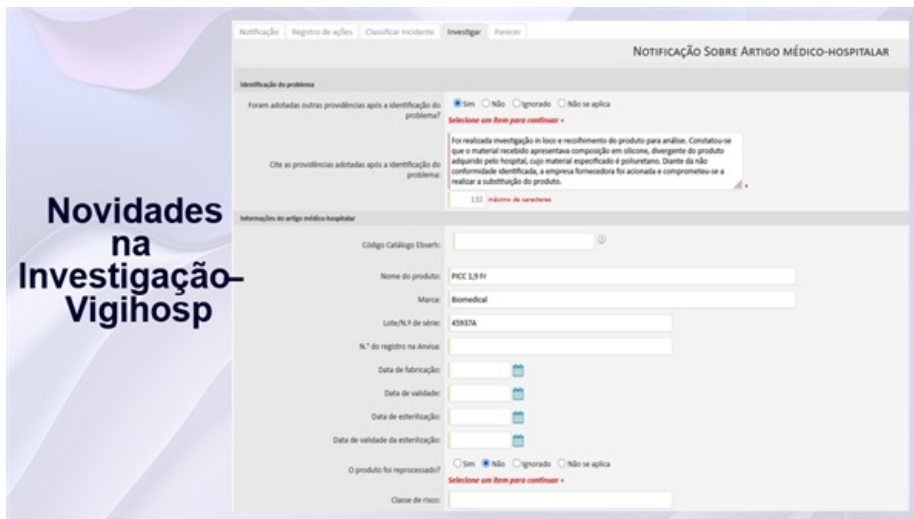 Novidades
na
Investigação–
Vigihosp
Notificação Registro de ações Classificar Incidente Investigar Parecer
Notificação Sobre Artigo médico-hospitalar
Identificação do problema
Foram adotadas outras providências após a identificação do
problema?
Sim Não Ignorado Não se aplica
Selecione um item para continuar
Cite as providências adotadas após a identificação do
problema:
Foi realizada investigação in loco e recolhimento do produto para análise. Constatou-se
que o material recebido apresentava composição em silicone, divergente do produto
adquirido pelo hospital, cujo material especificado é poliuretano. Diante da não
conformidade identificada, a empresa fornecedora foi acionada e comprometeu-se a
realizar a substituição do produto.
133 máximo de caracteres
Informações do artigo médico-hospitalar
Código Catálogo Ebserh:
Nome do produto: PICC 1,9 Fr
Marca: Biomedical
Lote/N.º de série: 45937A
N.° do registro na Anvisa:
Data de fabricação:
Data de validade:
Data de esterilização:
Data de validade da esterilização:
O produto foi reprocessado? Sim Não Ignorado Não se aplica
Selecione um item para continuar
Classe de risco: